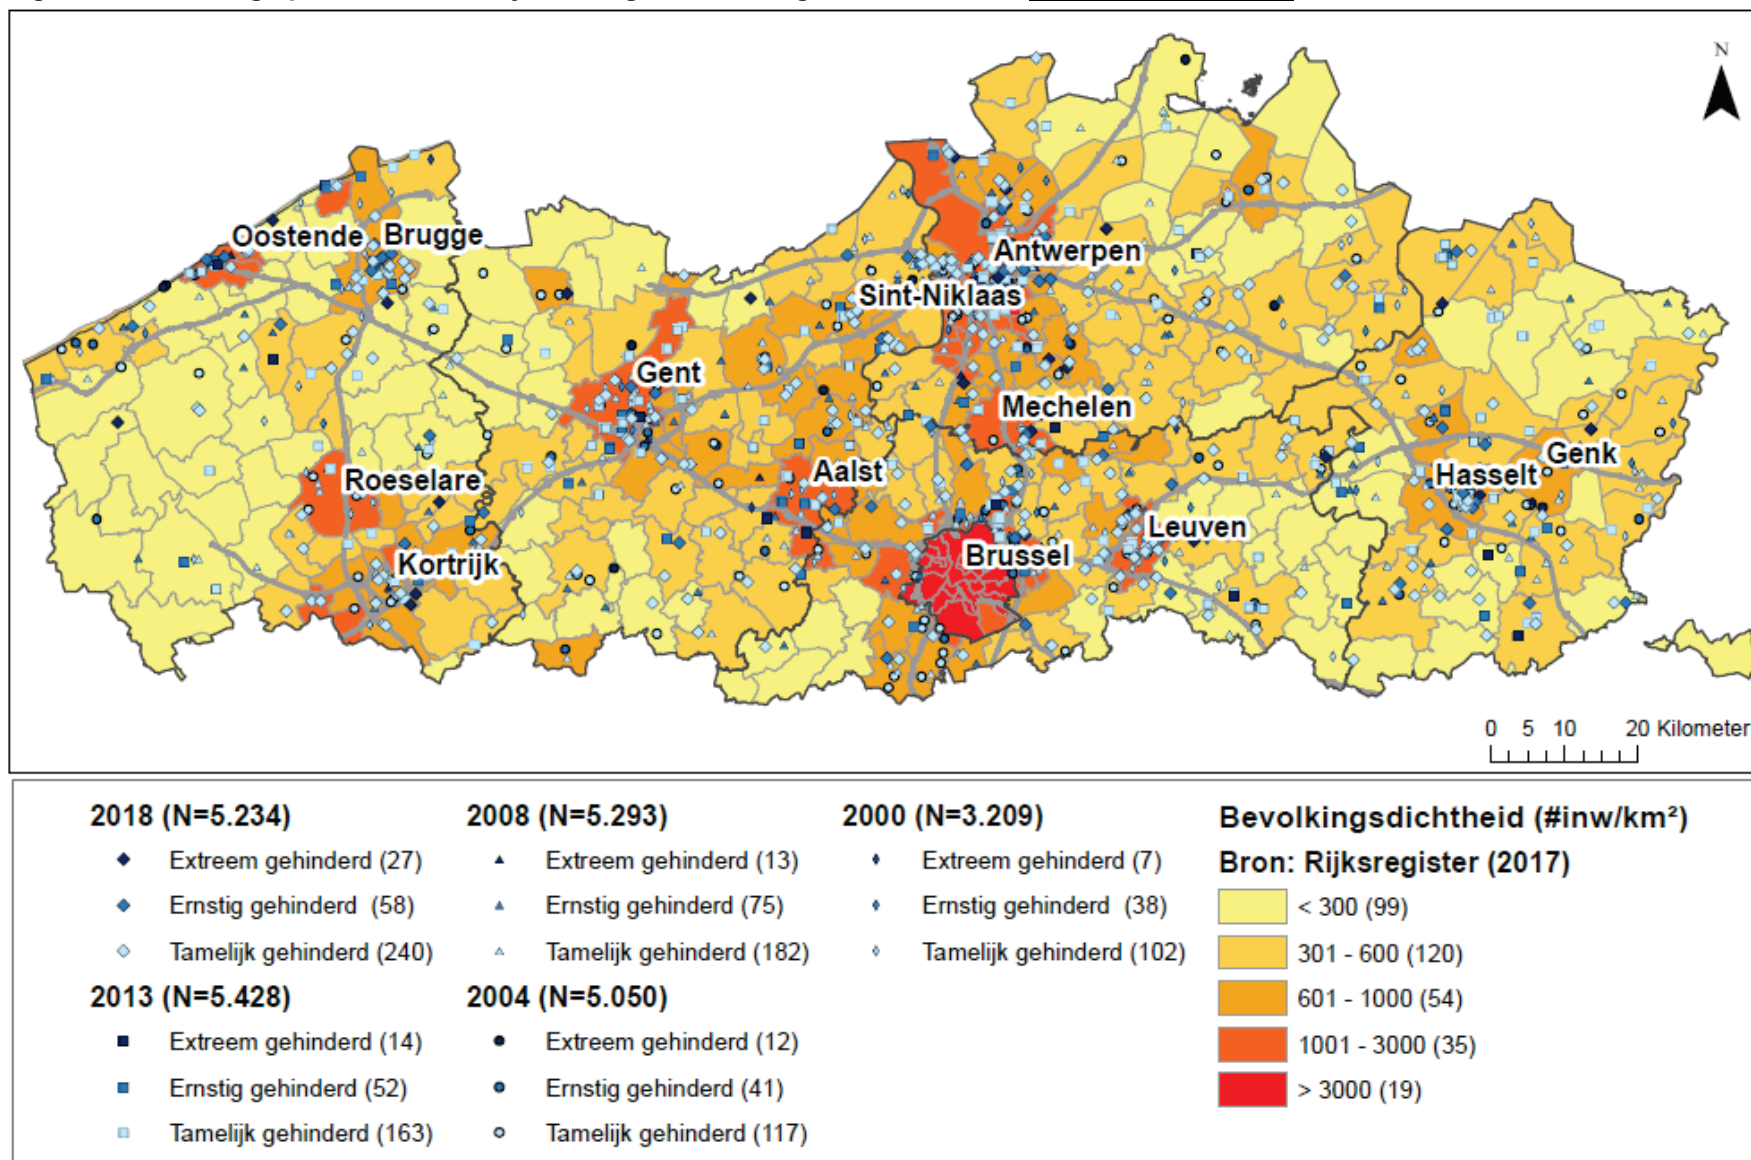 N
Oostende
Brugge
Antwerpen
Sint-Niklaas
Gent
Mechelen
Aalst
Roeselare
Genk
Hasselt
Leuven
Brussel
Kortrijk
0 5 10 20 Kilometer
2018 (N=5.234)
Extreem gehinderd (27)
Ernstig gehinderd (58)
Tamelijk gehinderd (240)
2013 (N=5.428)
Extreem gehinderd (14)
Ernstig gehinderd (52)
Tamelijk gehinderd (163)
2008 (N=5.293)
Extreem gehinderd (13)
Ernstig gehinderd (75)
Tamelijk gehinderd (182)
2004 (N=5.050)
Extreem gehinderd (12)
Ernstig gehinderd (41)
Tamelijk gehinderd (117)
2000 (N=3.209)
Extreem gehinderd (7)
Ernstig gehinderd (38)
Tamelijk gehinderd (102)
Bevolkingsdichtheid (#inw/km²)
Bron: Rijksregister (2017)
< 300 (99)
301 - 600 (120)
601 - 1000 (54)
1001 - 3000 (35)
> 3000 (19)